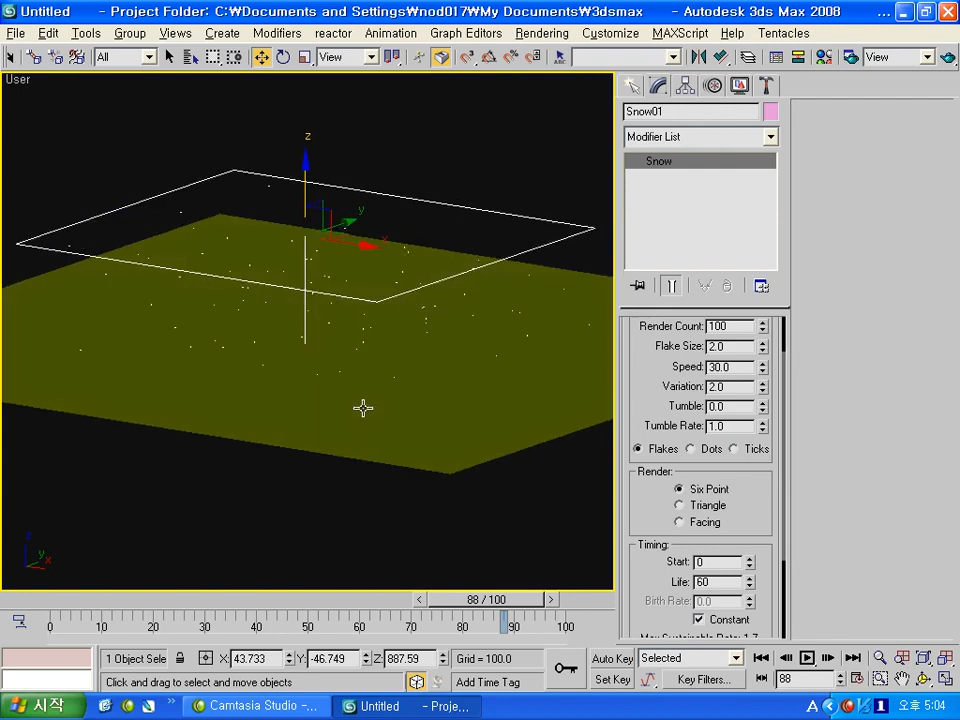 Untitled - Project Folder: C:₩Documents and Settings₩nod017₩My Documents₩3dsmax - Autodesk 3ds Max 2008 ...
File Edit Tools Group Views Create Modifiers reactor Animation Graph Editors Rendering Customize MAXScript Help Tentacles
All View View
User
Snow01
Modifier List
Snow
z
y
x
Render Count: 100
Flake Size: 2.0
Speed: 30.0
Variation: 2.0
Tumble: 0.0
Tumble Rate: 1.0
Flakes Dots Ticks
Render:
Six Point
Triangle
Facing
Timing:
Start: 0
Life: 60
Birth Rate: 0.0
Constant
Max Sustainable Rate: 1.7
z
y
x
88 / 100
0 10 20 30 40 50 60 70 80 90 100
1 Object Sele X: 43.733 Y: -46.749 Z: 887.59 Grid = 100.0 Auto Key Selected
Click and drag to select and move objects Add Time Tag Set Key Key Filters... 88
시작 Camtasia Studio - ... Untitled - Proje... A 오후 5:04